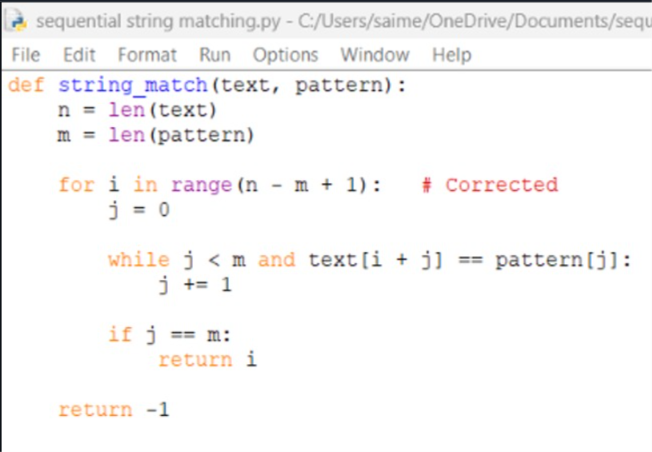 sequential string matching.py - C:/Users/saime/OneDrive/Documents/sequ
File Edit Format Run Options Window Help
def string_match(text, pattern):
    n = len(text)
    m = len(pattern)

    for i in range(n - m + 1):   # Corrected
        j = 0

        while j < m and text[i + j] == pattern[j]:
            j += 1

        if j == m:
            return i

    return -1